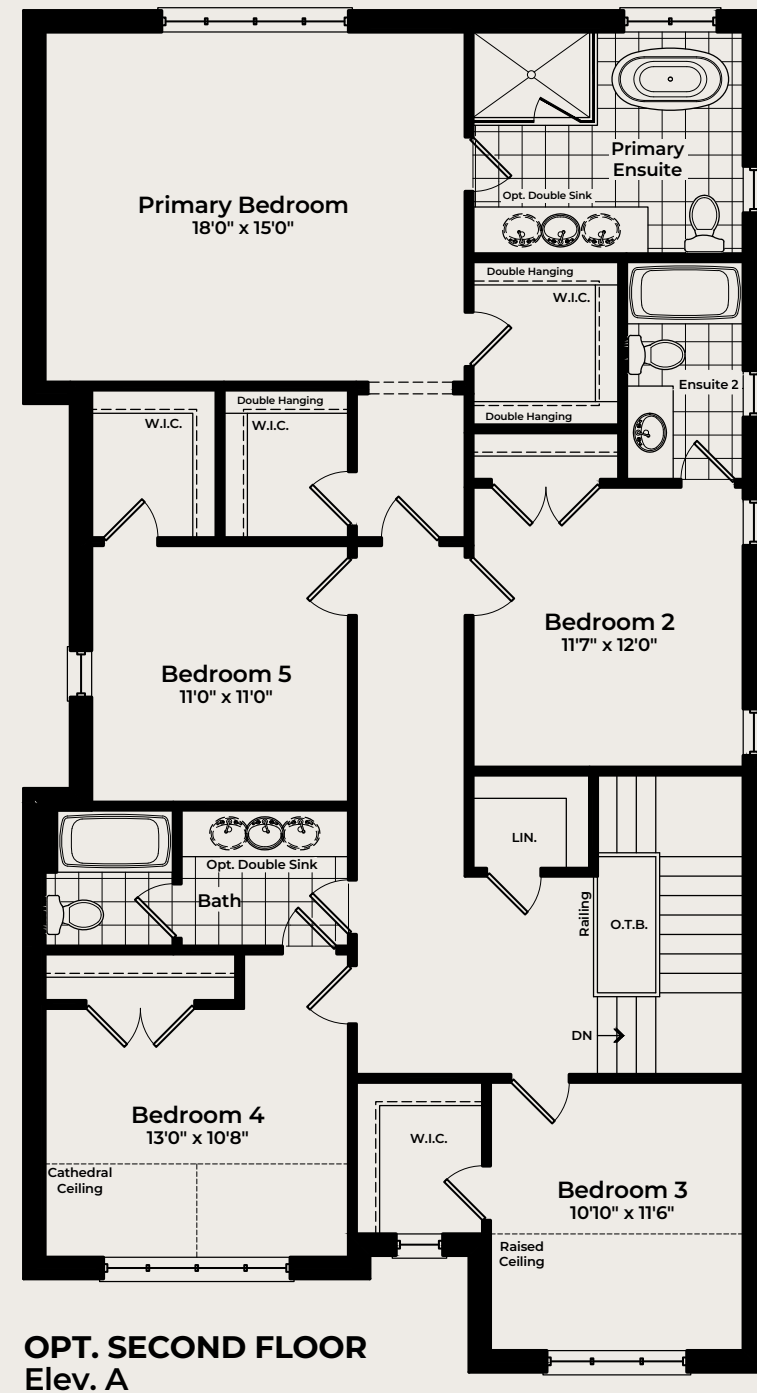 Primary Bedroom
18'0" x 15'0"
Primary
Ensuite
Opt. Double Sink
Double Hanging
W.I.C.
Double Hanging
Ensuite 2
W.I.C.
Double Hanging
W.I.C.
Bedroom 2
11'7" x 12'0"
Bedroom 5
11'0" x 11'0"
LIN.
Opt. Double Sink
Bath
Railing
O.T.B.
DN
Bedroom 4
13'0" x 10'8"
Cathedral
Ceiling
W.I.C.
Bedroom 3
10'10" x 11'6"
Raised
Ceiling
OPT. SECOND FLOOR
Elev. A